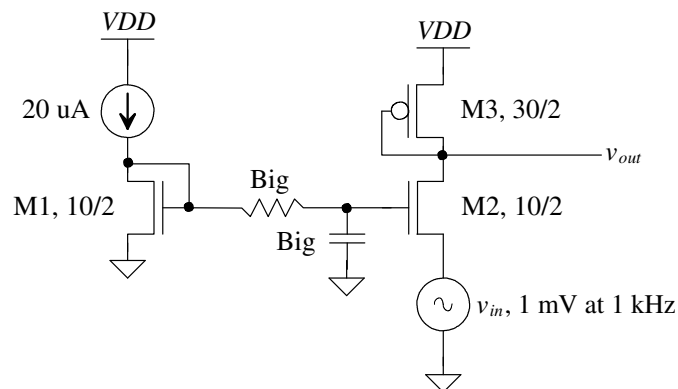 VDD
VDD
20 uA
M3, 30/2
vout
Big
M1, 10/2
M2, 10/2
Big
vin, 1 mV at 1 kHz